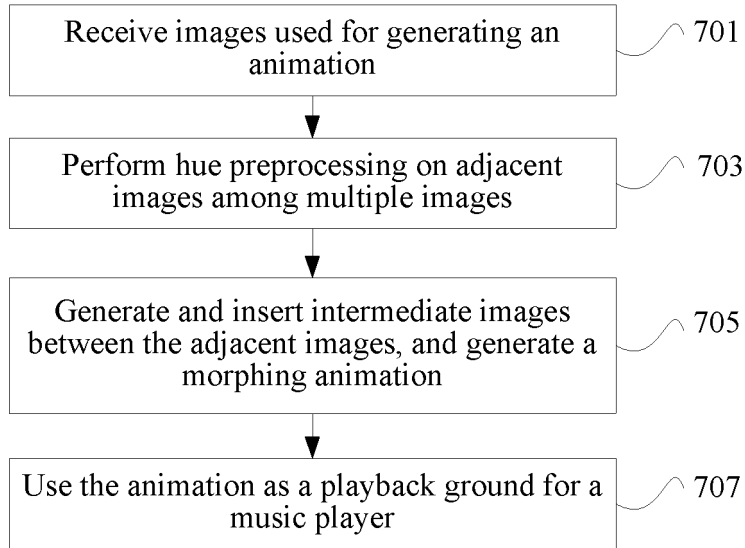 Receive images used for generating an
animation
701
Perform hue preprocessing on adjacent
images among multiple images
703
Generate and insert intermediate images
between the adjacent images, and generate a
morphing animation
705
Use the animation as a playback ground for a
music player
707